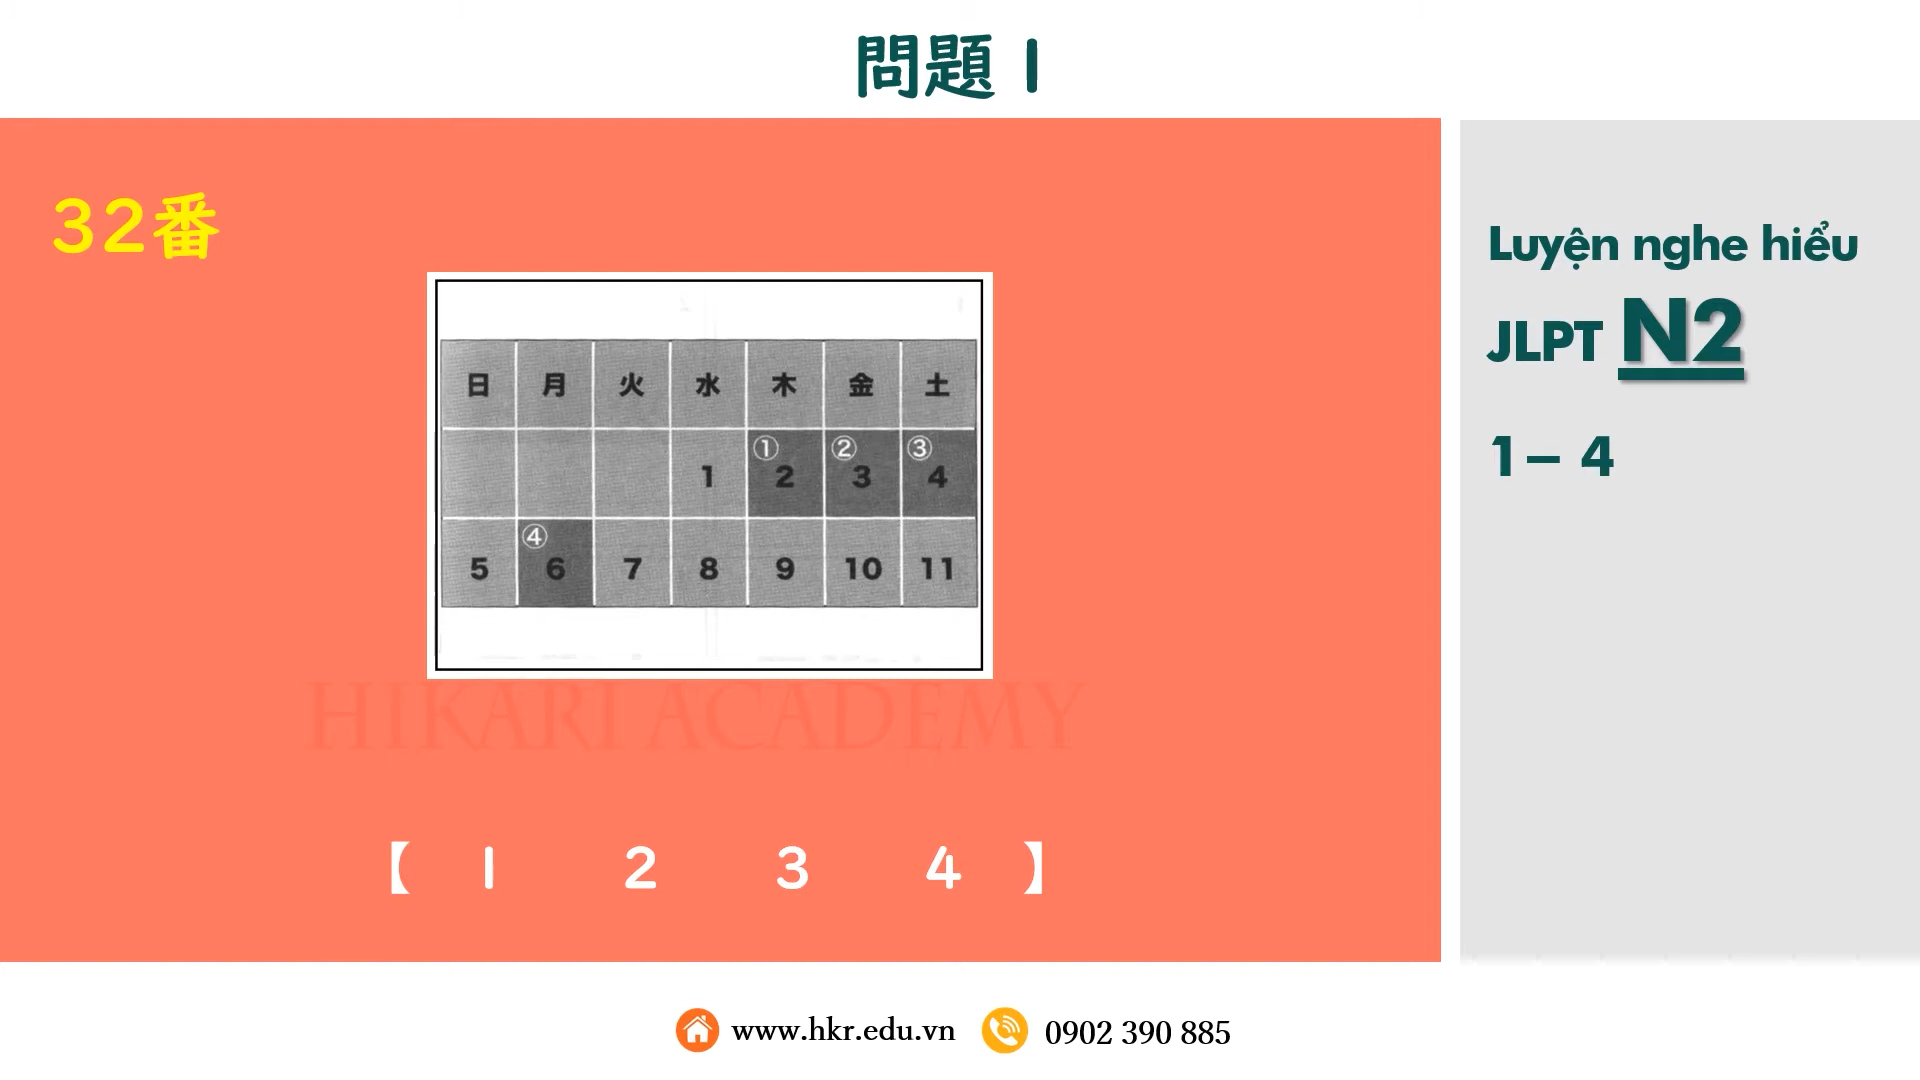 問題 1
32番
日 月 火 水 木 金 土
1 ① 2 ② 3 ③ 4
5 ④ 6 7 8 9 10 11
HIKARI ACADEMY
【 1 2 3 4 】
Luyện nghe hiểu
JLPT N2
1– 4
www.hkr.edu.vn 0902 390 885